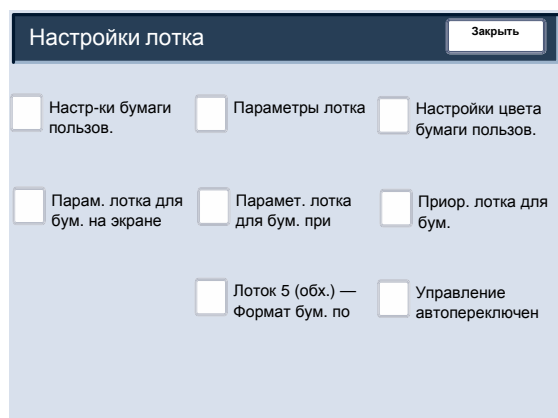 Настройки лотка
Закрыть
Настр-ки бумаги
пользов.
Параметры лотка
Настройки цвета
бумаги пользов.
Парам. лотка для
бум. на экране
Парамет. лотка
для бум. при
Приор. лотка для
бум.
Лоток 5 (обх.) —
Формат бум. по
Управление
автопереключен